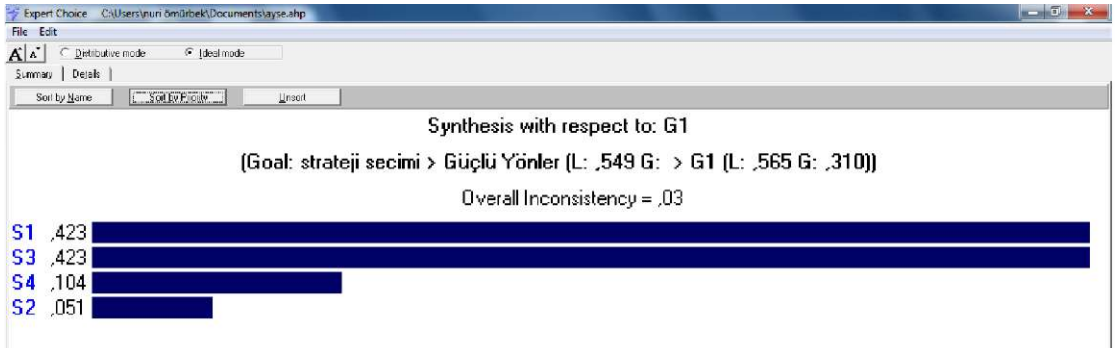 Expert Choice C:\Users\nuri ömürbek\Documents\ayse.ahp
File Edit
A A Distributive mode Ideal mode
Summary Details
Sort by Name Sort by Priority Unsort
Synthesis with respect to: G1
(Goal: strateji secimi > Güçlü Yönler (L: ,549 G: > G1 (L: ,565 G: ,310))
Overall Inconsistency = ,03
S1 ,423
S3 ,423
S4 ,104
S2 ,051